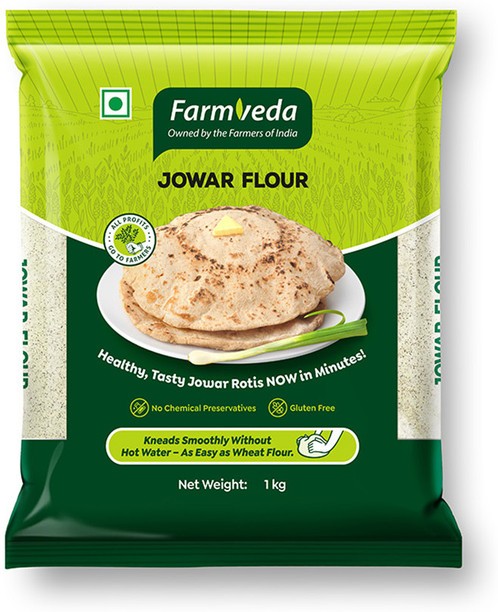 Farmveda
Owned by the Farmers of India
JOWAR FLOUR
ALL PROFITS
GO TO FARMERS
JOWAR FLOUR
JOWAR FLOUR
Healthy, Tasty Jowar Rotis NOW in Minutes!
No Chemical Preservatives
Gluten Free
Kneads Smoothly Without
Hot Water – As Easy as Wheat Flour.
Net Weight: 1 kg